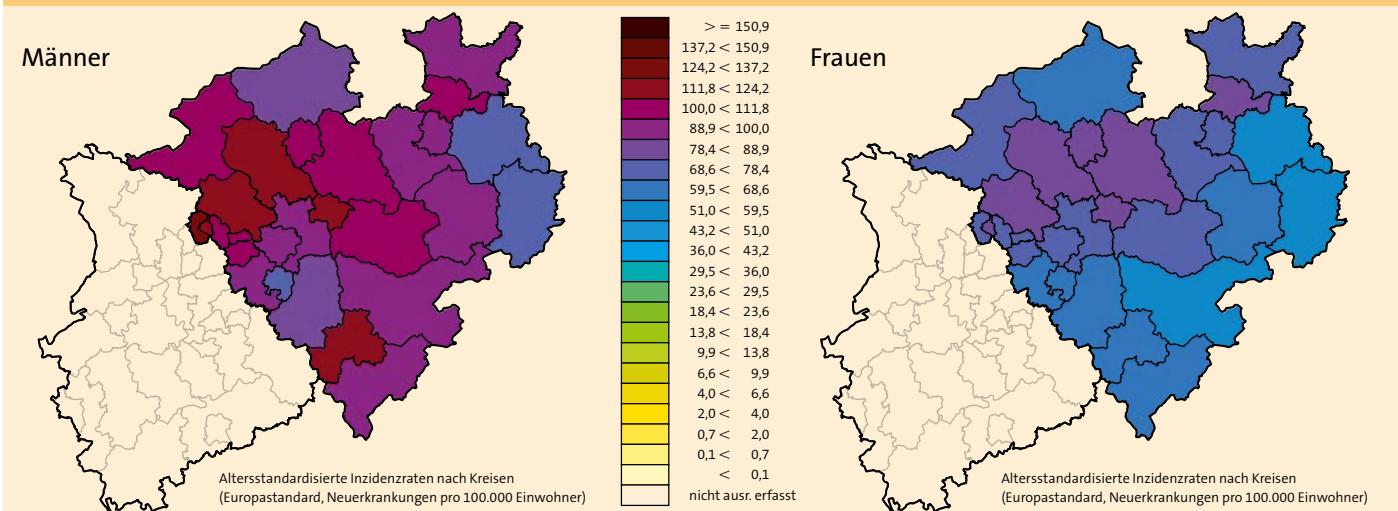 Männer
Altersstandardisierte Inzidenzraten nach Kreisen
(Europastandard, Neuerkrankungen pro 100.000 Einwohner)
> = 150,9
137,2 < 150,9
124,2 < 137,2
111,8 < 124,2
100,0 < 111,8
88,9 < 100,0
78,4 < 88,9
68,6 < 78,4
59,5 < 68,6
51,0 < 59,5
43,2 < 51,0
36,0 < 43,2
29,5 < 36,0
23,6 < 29,5
18,4 < 23,6
13,8 < 18,4
9,9 < 13,8
6,6 < 9,9
4,0 < 6,6
2,0 < 4,0
0,7 < 2,0
0,1 < 0,7
< 0,1
nicht ausr. erfasst
Frauen
Altersstandardisierte Inzidenzraten nach Kreisen
(Europastandard, Neuerkrankungen pro 100.000 Einwohner)